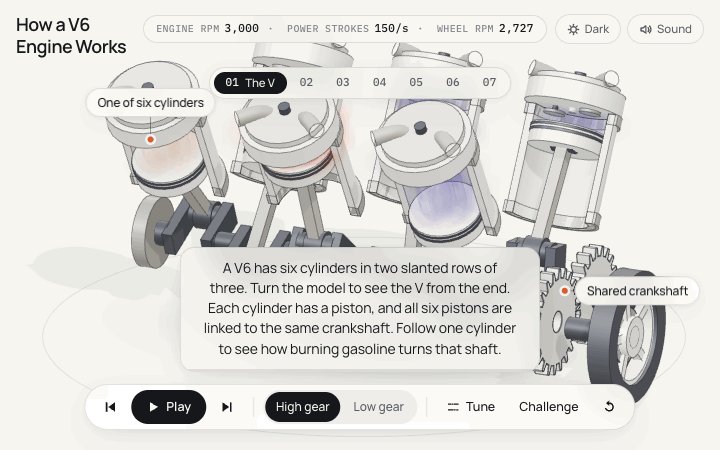 How a V6
Engine Works
ENGINE RPM 3,000 · POWER STROKES 150/s · WHEEL RPM 2,727
Dark
Sound
01 The V 02 03 04 05 06 07
One of six cylinders
A V6 has six cylinders in two slanted rows of
three. Turn the model to see the V from the end.
Each cylinder has a piston, and all six pistons are
linked to the same crankshaft. Follow one cylinder
to see how burning gasoline turns that shaft.
Shared crankshaft
Play
High gear
Low gear
Tune
Challenge